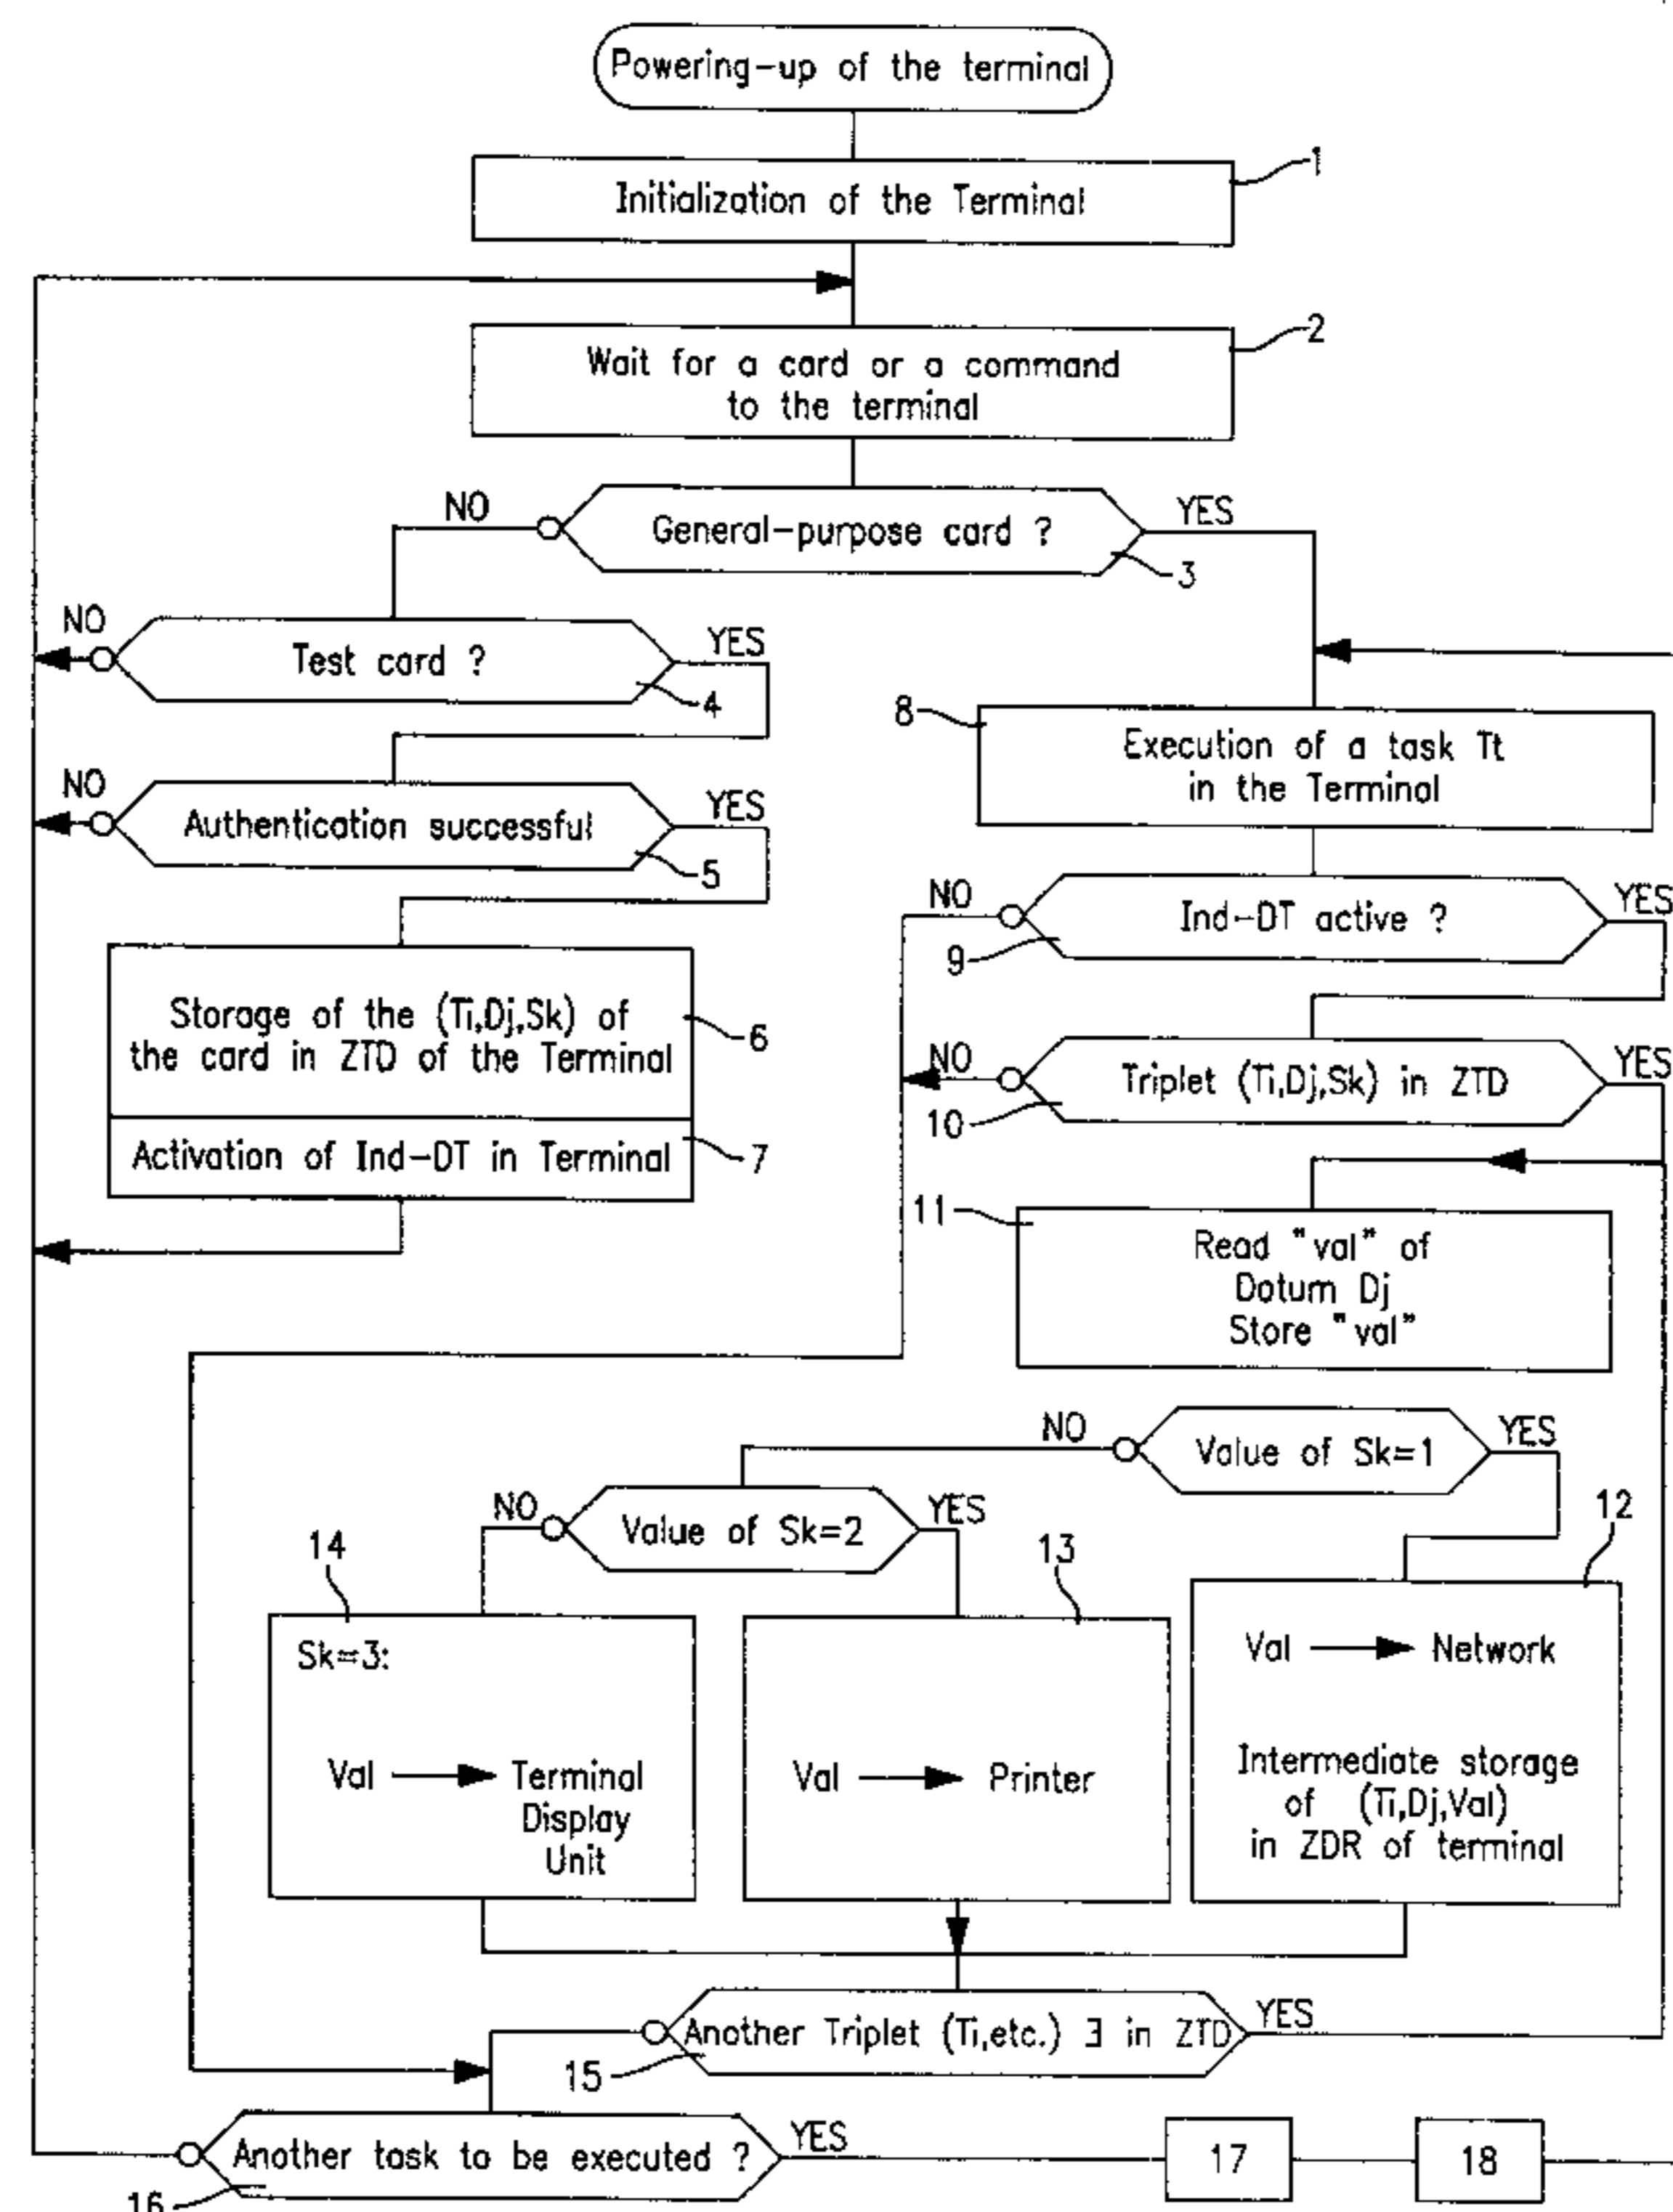 Powering-up of the terminal
1
Initialization of the Terminal
2
Wait for a card or a command
to the terminal
NO
General-purpose card ?
YES
3
NO
Test card ?
YES
4
8
Execution of a task Tt
in the Terminal
NO
Authentication successful
YES
5
NO
Ind-DT active ?
YES
9
Storage of the (Ti,Dj,Sk) of
the card in ZTD of the Terminal
6
NO
Triplet (Ti,Dj,Sk) in ZTD
YES
10
Activation of Ind-DT in Terminal
7
11
Read "val" of
Datum Dj
Store "val"
NO
Value of Sk=1
YES
NO
Value of Sk=2
YES
12
14
13
Sk=3:
Val
Terminal
Display
Unit
Val
Printer
Val
Network
Intermediate storage
of (Ti,Dj,Val)
in ZDR of terminal
Another Triplet (Ti,etc.) ∃ in ZTD
YES
15
Another task to be executed ?
YES
17
18
16